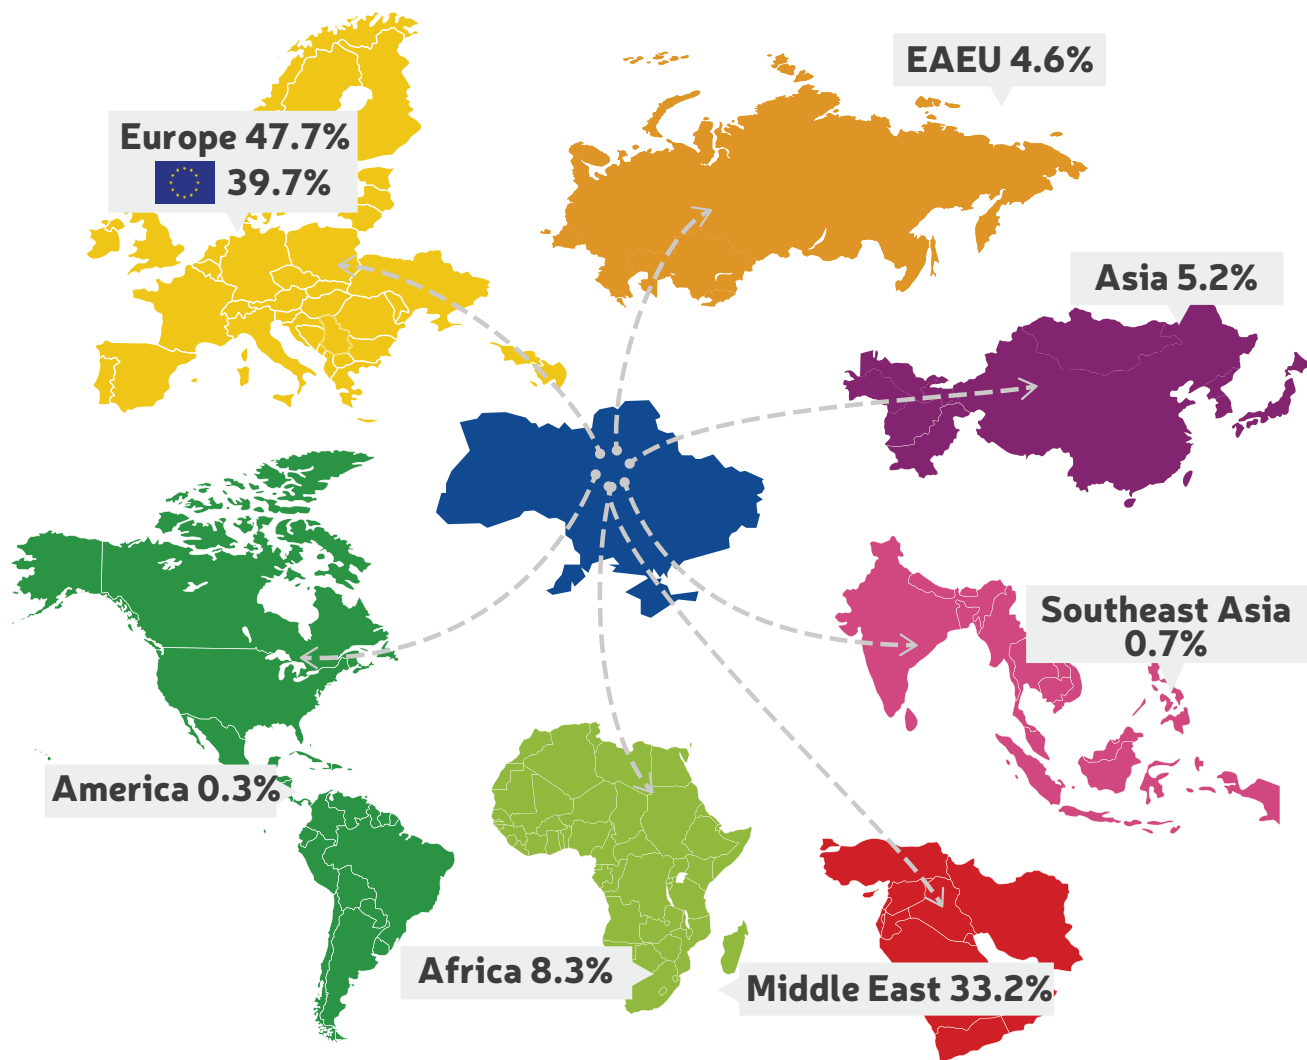 EAEU 4.6%
Europe 47.7%
39.7%
Asia 5.2%
Southeast Asia
0.7%
America 0.3%
Africa 8.3%
Middle East 33.2%